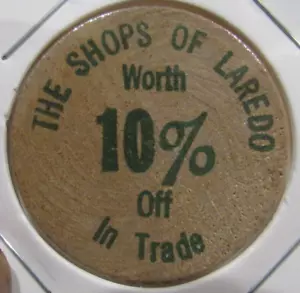 THE SHOPS OF LAREDO
Worth
10%
Off
In Trade